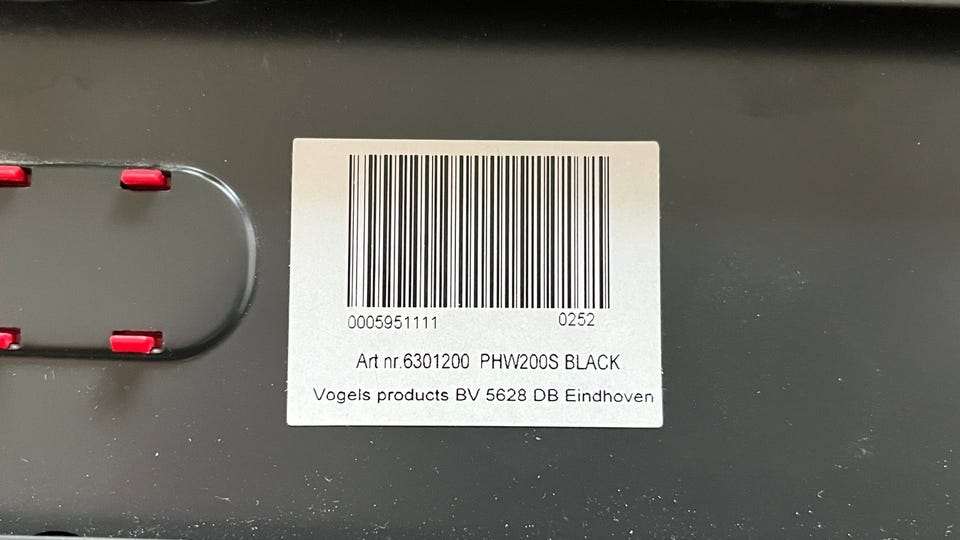 0005951111 0252
Art nr.6301200 PHW200S BLACK
Vogels products BV 5628 DB Eindhoven